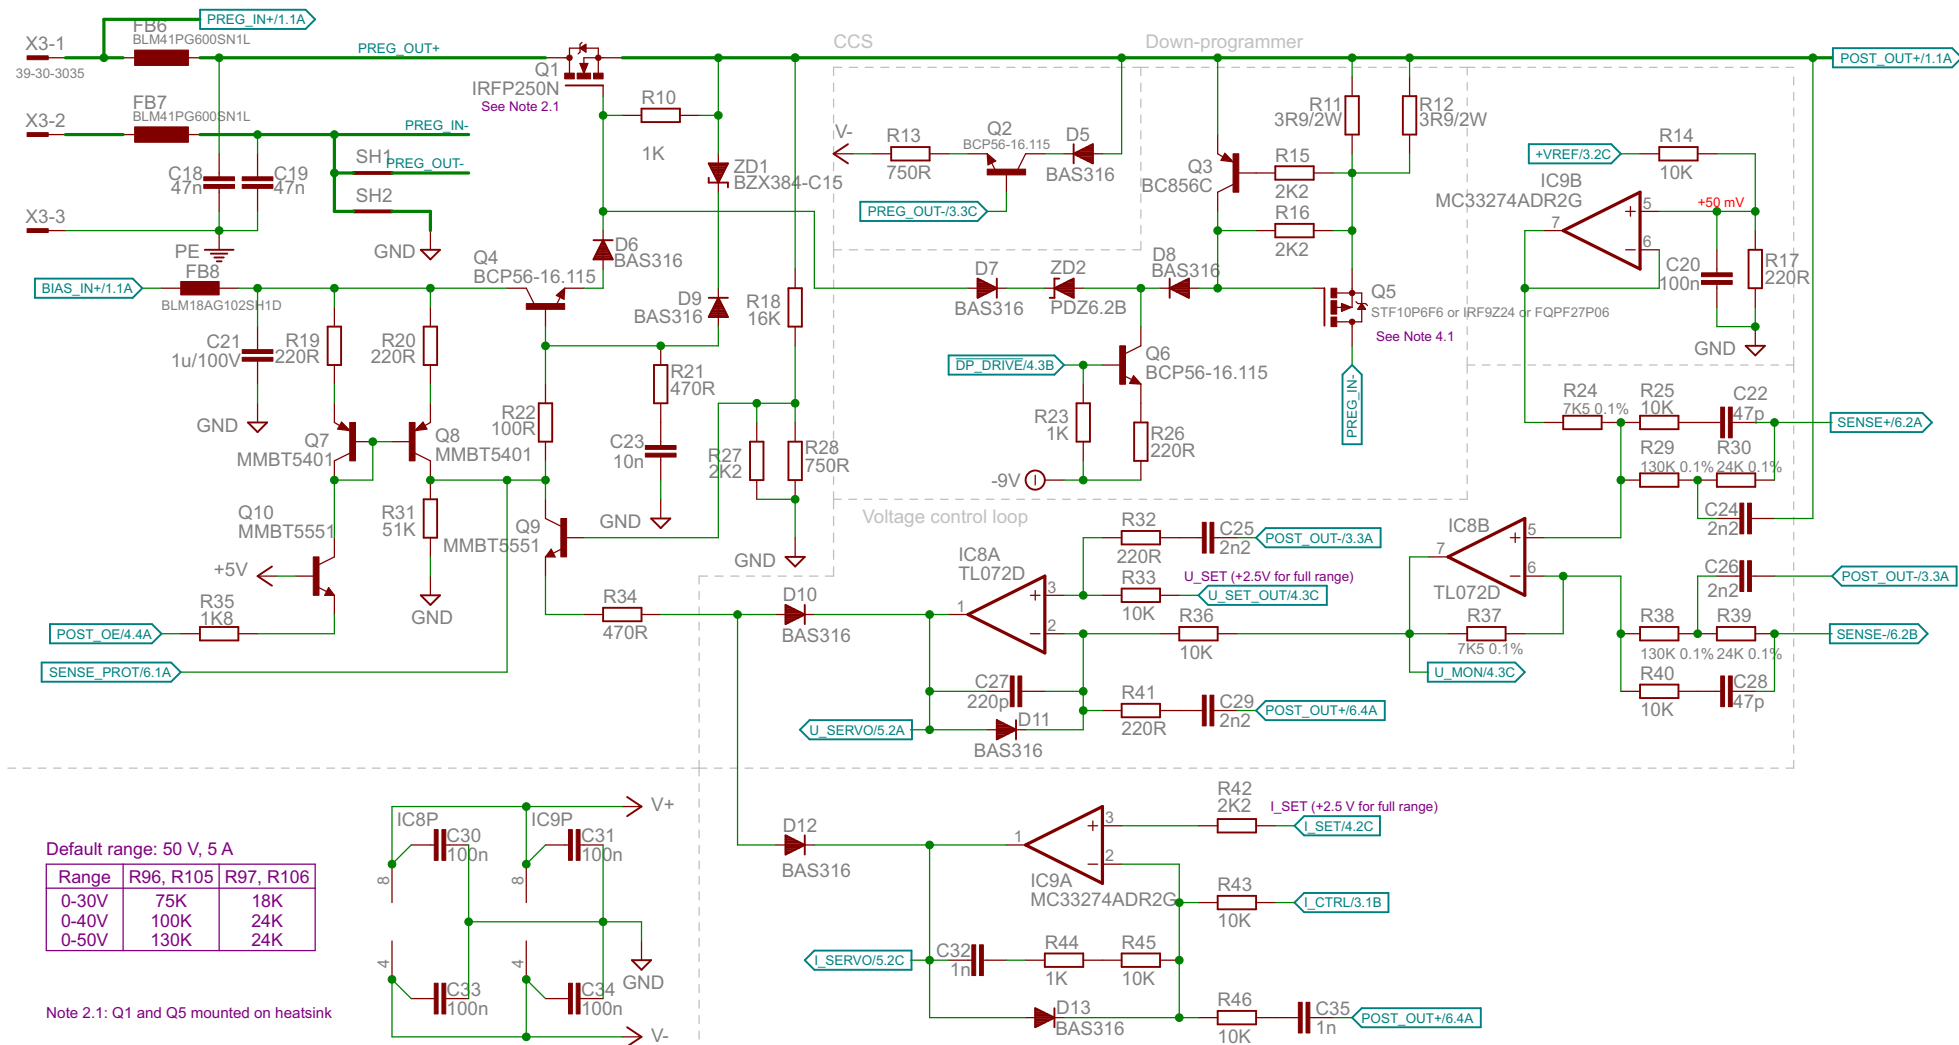 PREG_IN+/1.1A
X3-1
39-30-3035
FB6
BLM41PG600SN1L
PREG_OUT+
Q1
IRFP250N
See Note 2.1
CCS
Down-programmer
POST_OUT+/1.1A
X3-2
FB7
BLM41PG600SN1L
PREG_IN-
SH1
PREG_OUT-
SH2
C18
47n
C19
47n
X3-3
PE
GND
R10
1K
ZD1
BZX384-C15
V-
R13
750R
Q2
BCP56-16.115
D5
BAS316
PREG_OUT-/3.3C
Q3
BC856C
R11
3R9/2W
R12
3R9/2W
R15
2K2
R16
2K2
+VREF/3.2C
R14
10K
IC9B
MC33274ADR2G
+50 mV
5
6
7
C20
100n
R17
220R
GND
BIAS_IN+/1.1A
FB8
BLM18AG102SH1D
Q4
BCP56-16.115
D6
BAS316
D9
BAS316
R18
16K
D7
BAS316
ZD2
PDZ6.2B
D8
BAS316
Q5
STF10P6F6 or IRF9Z24 or FQPF27P06
See Note 4.1
PREG_IN-
C21
1u/100V
R19
220R
R20
220R
GND
Q7
MMBT5401
Q8
MMBT5401
R22
100R
R21
470R
C23
10n
GND
R27
2K2
R28
750R
GND
DP_DRIVE/4.3B
Q6
BCP56-16.115
R23
1K
R26
220R
-9V
R24
7K5 0.1%
R25
10K
C22
47p
SENSE+/6.2A
R29
130K 0.1%
R30
24K 0.1%
C24
2n2
Q10
MMBT5551
+5V
R31
51K
GND
Q9
MMBT5551
R35
1K8
POST_OE/4.4A
SENSE_PROT/6.1A
R34
470R
Voltage control loop
D10
BAS316
IC8A
TL072D
1
3
2
R32
220R
C25
2n2
POST_OUT-/3.3A
R33
10K
U_SET (+2.5V for full range)
U_SET_OUT/4.3C
R36
10K
IC8B
TL072D
7
5
6
R37
7K5 0.1%
U_MON/4.3C
C26
2n2
POST_OUT-/3.3A
R38
130K 0.1%
R39
24K 0.1%
SENSE-/6.2B
R40
10K
C28
47p
C27
220p
D11
BAS316
U_SERVO/5.2A
R41
220R
C29
2n2
POST_OUT+/6.4A
Default range: 50 V, 5 A
Range R96, R105 R97, R106
0-30V 75K 18K
0-40V 100K 24K
0-50V 130K 24K
Note 2.1: Q1 and Q5 mounted on heatsink
V+
IC8P
C30
100n
IC9P
C31
100n
8
8
4
4
C33
100n
C34
100n
GND
V-
D12
BAS316
IC9A
MC33274ADR2G
1
3
2
R42
2K2
I_SET (+2.5 V for full range)
I_SET/4.2C
R43
10K
I_CTRL/3.1B
I_SERVO/5.2C
C32
1n
R44
1K
R45
10K
D13
BAS316
R46
10K
C35
1n
POST_OUT+/6.4A